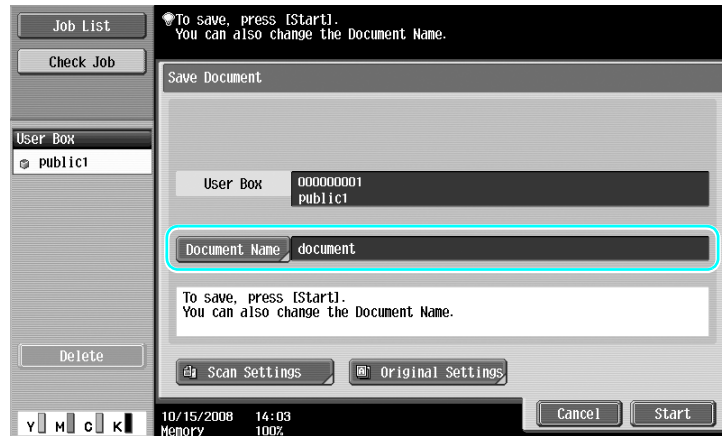 Job List
Check Job
To save, press [Start].
You can also change the Document Name.
Save Document
User Box
public1
User Box
000000001
public1
Document Name
document
To save, press [Start].
You can also change the Document Name.
Delete
Scan Settings
Original Settings
Y M C K
10/15/2008 14:03
Memory 100%
Cancel
Start